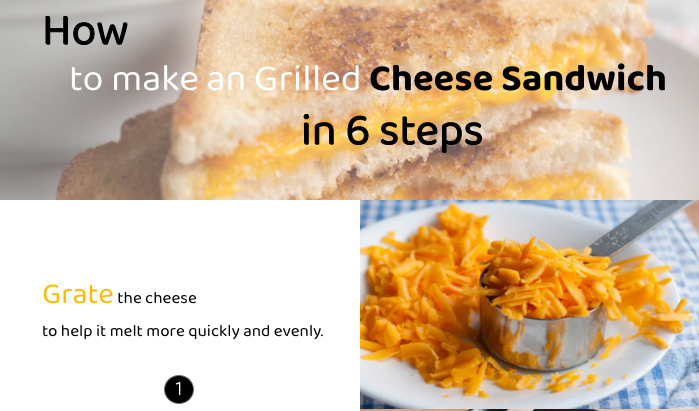 How
to make an Grilled Cheese Sandwich
in 6 steps
Grate the cheese
to help it melt more quickly and evenly.
1